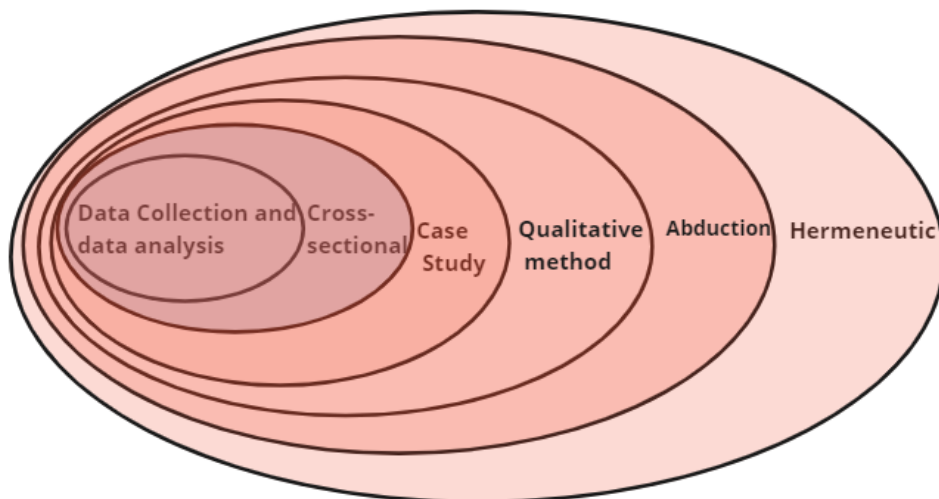 Data Collection and
data analysis
Cross-
sectional
Case
Study
Qualitative
method
Abduction
Hermeneutic